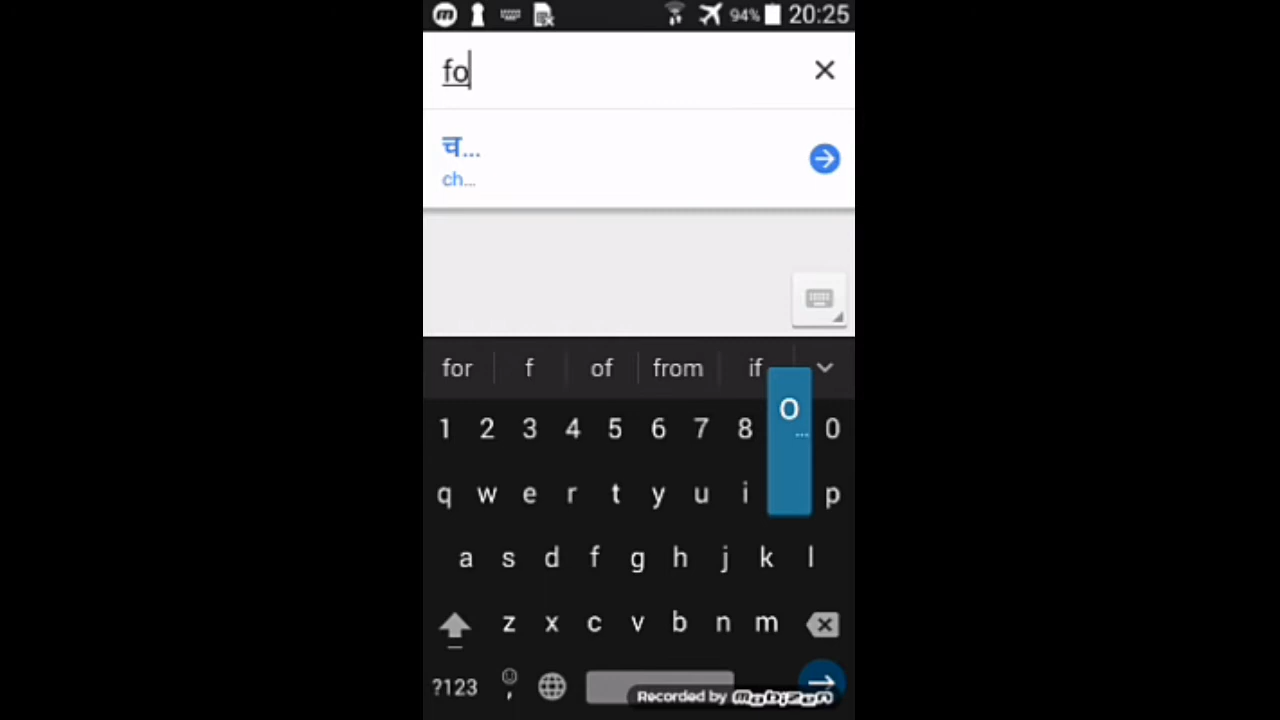 94% 20:25
fo
च...
ch...
for f of from if
1 2 3 4 5 6 7 8 0
o
...
q w e r t y u i p
a s d f g h j k l
z x c v b n m
?123 ,
Recorded by mobizen